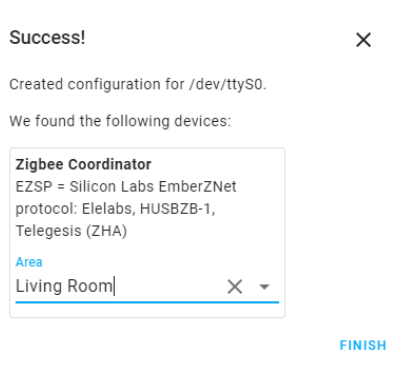 Success!
Created configuration for /dev/ttyS0.
We found the following devices:
Zigbee Coordinator
EZSP = Silicon Labs EmberZNet
protocol: Elelabs, HUSBZB-1,
Telegesis (ZHA)
Area
Living Room
FINISH